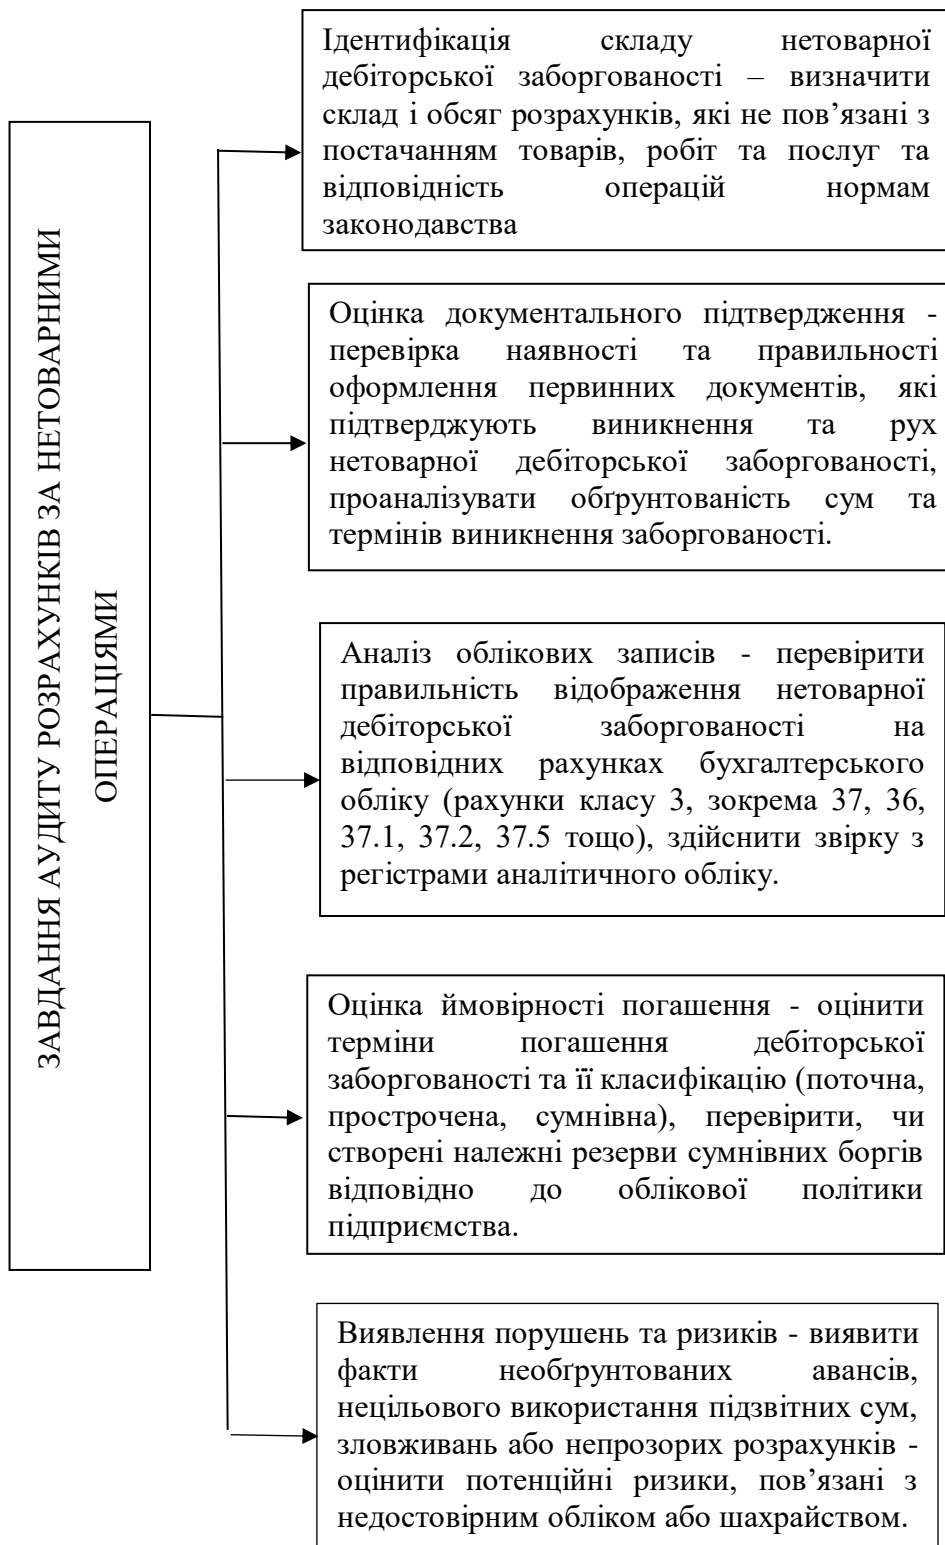 ЗАВДАННЯ АУДИТУ РОЗРАХУНКІВ ЗА НЕТОВАРНИМИ
ОПЕРАЦІЯМИ
Ідентифікація складу нетоварної
дебіторської заборгованості – визначити
склад і обсяг розрахунків, які не пов’язані з
постачанням товарів, робіт та послуг та
відповідність операцій нормам
законодавства
Оцінка документального підтвердження -
перевірка наявності та правильності
оформлення первинних документів, які
підтверджують виникнення та рух
нетоварної дебіторської заборгованості,
проаналізувати обґрунтованість сум та
термінів виникнення заборгованості.
Аналіз облікових записів - перевірити
правильність відображення нетоварної
дебіторської заборгованості на
відповідних рахунках бухгалтерського
обліку (рахунки класу 3, зокрема 37, 36,
37.1, 37.2, 37.5 тощо), здійснити звірку з
регістрами аналітичного обліку.
Оцінка ймовірності погашення - оцінити
терміни погашення дебіторської
заборгованості та її класифікацію (поточна,
прострочена, сумнівна), перевірити, чи
створені належні резерви сумнівних боргів
відповідно до облікової політики
підприємства.
Виявлення порушень та ризиків - виявити
факти необґрунтованих авансів,
нецільового використання підзвітних сум,
зловживань або непрозорих розрахунків -
оцінити потенційні ризики, пов’язані з
недостовірним обліком або шахрайством.